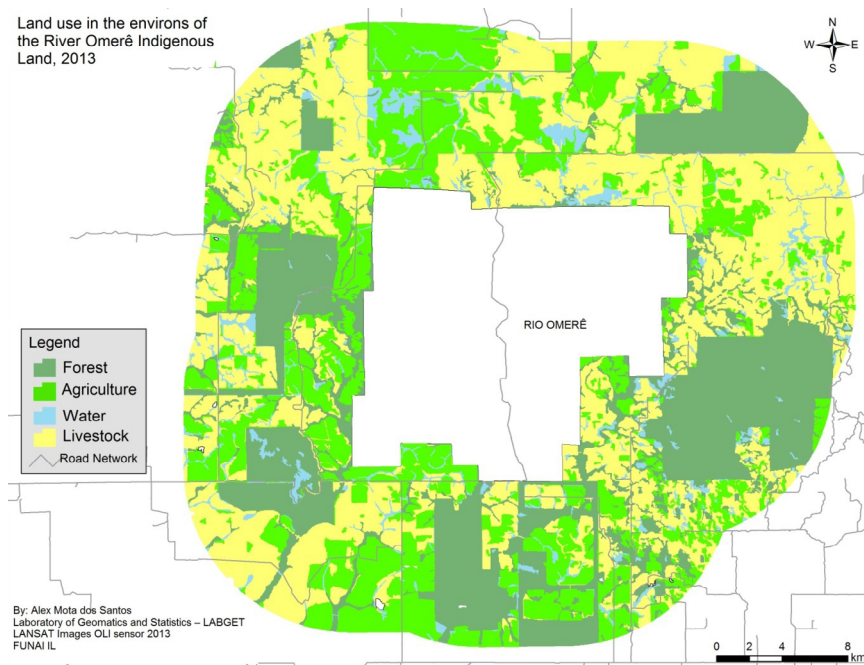 Land use in the environs of
the River Omerê Indigenous
Land, 2013
N
W E
S
RIO OMERÊ
Legend
Forest
Agriculture
Water
Livestock
Road Network
By: Alex Mota dos Santos
Laboratory of Geomatics and Statistics – LABGET
LANSAT Images OLI sensor 2013
FUNAI IL
0 2 4 8
km